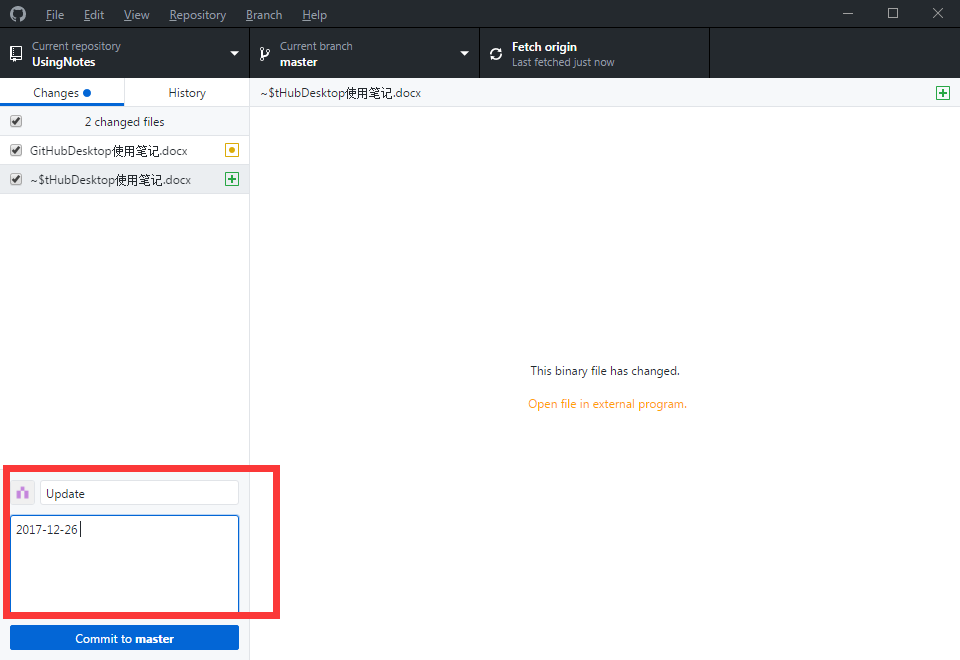 File Edit View Repository Branch Help
Current repository
UsingNotes
Current branch
master
Fetch origin
Last fetched just now
Changes
History
~$tHubDesktop使用笔记.docx
2 changed files
GitHubDesktop使用笔记.docx
~$tHubDesktop使用笔记.docx
This binary file has changed.
Open file in external program.
Update
2017-12-26
Commit to master